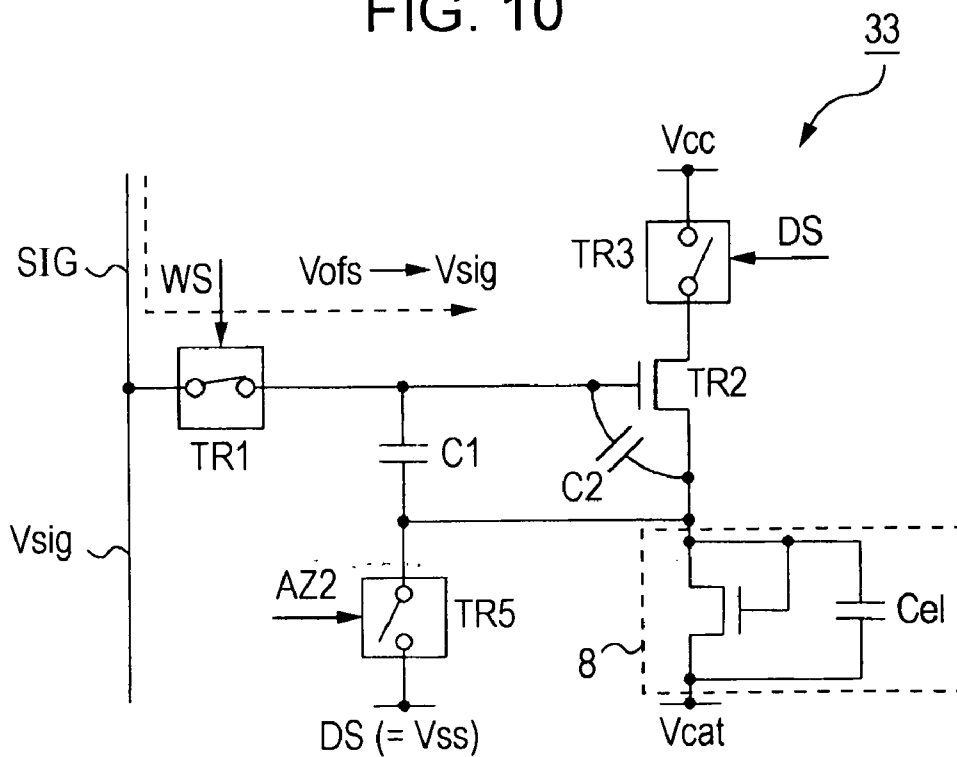 FIG. 10
33
Vcc
SIG
WS
Vofs → Vsig
TR3
DS
TR2
TR1
C1
C2
Vsig
AZ2
TR5
Cel
8
DS (= Vss)
Vcat